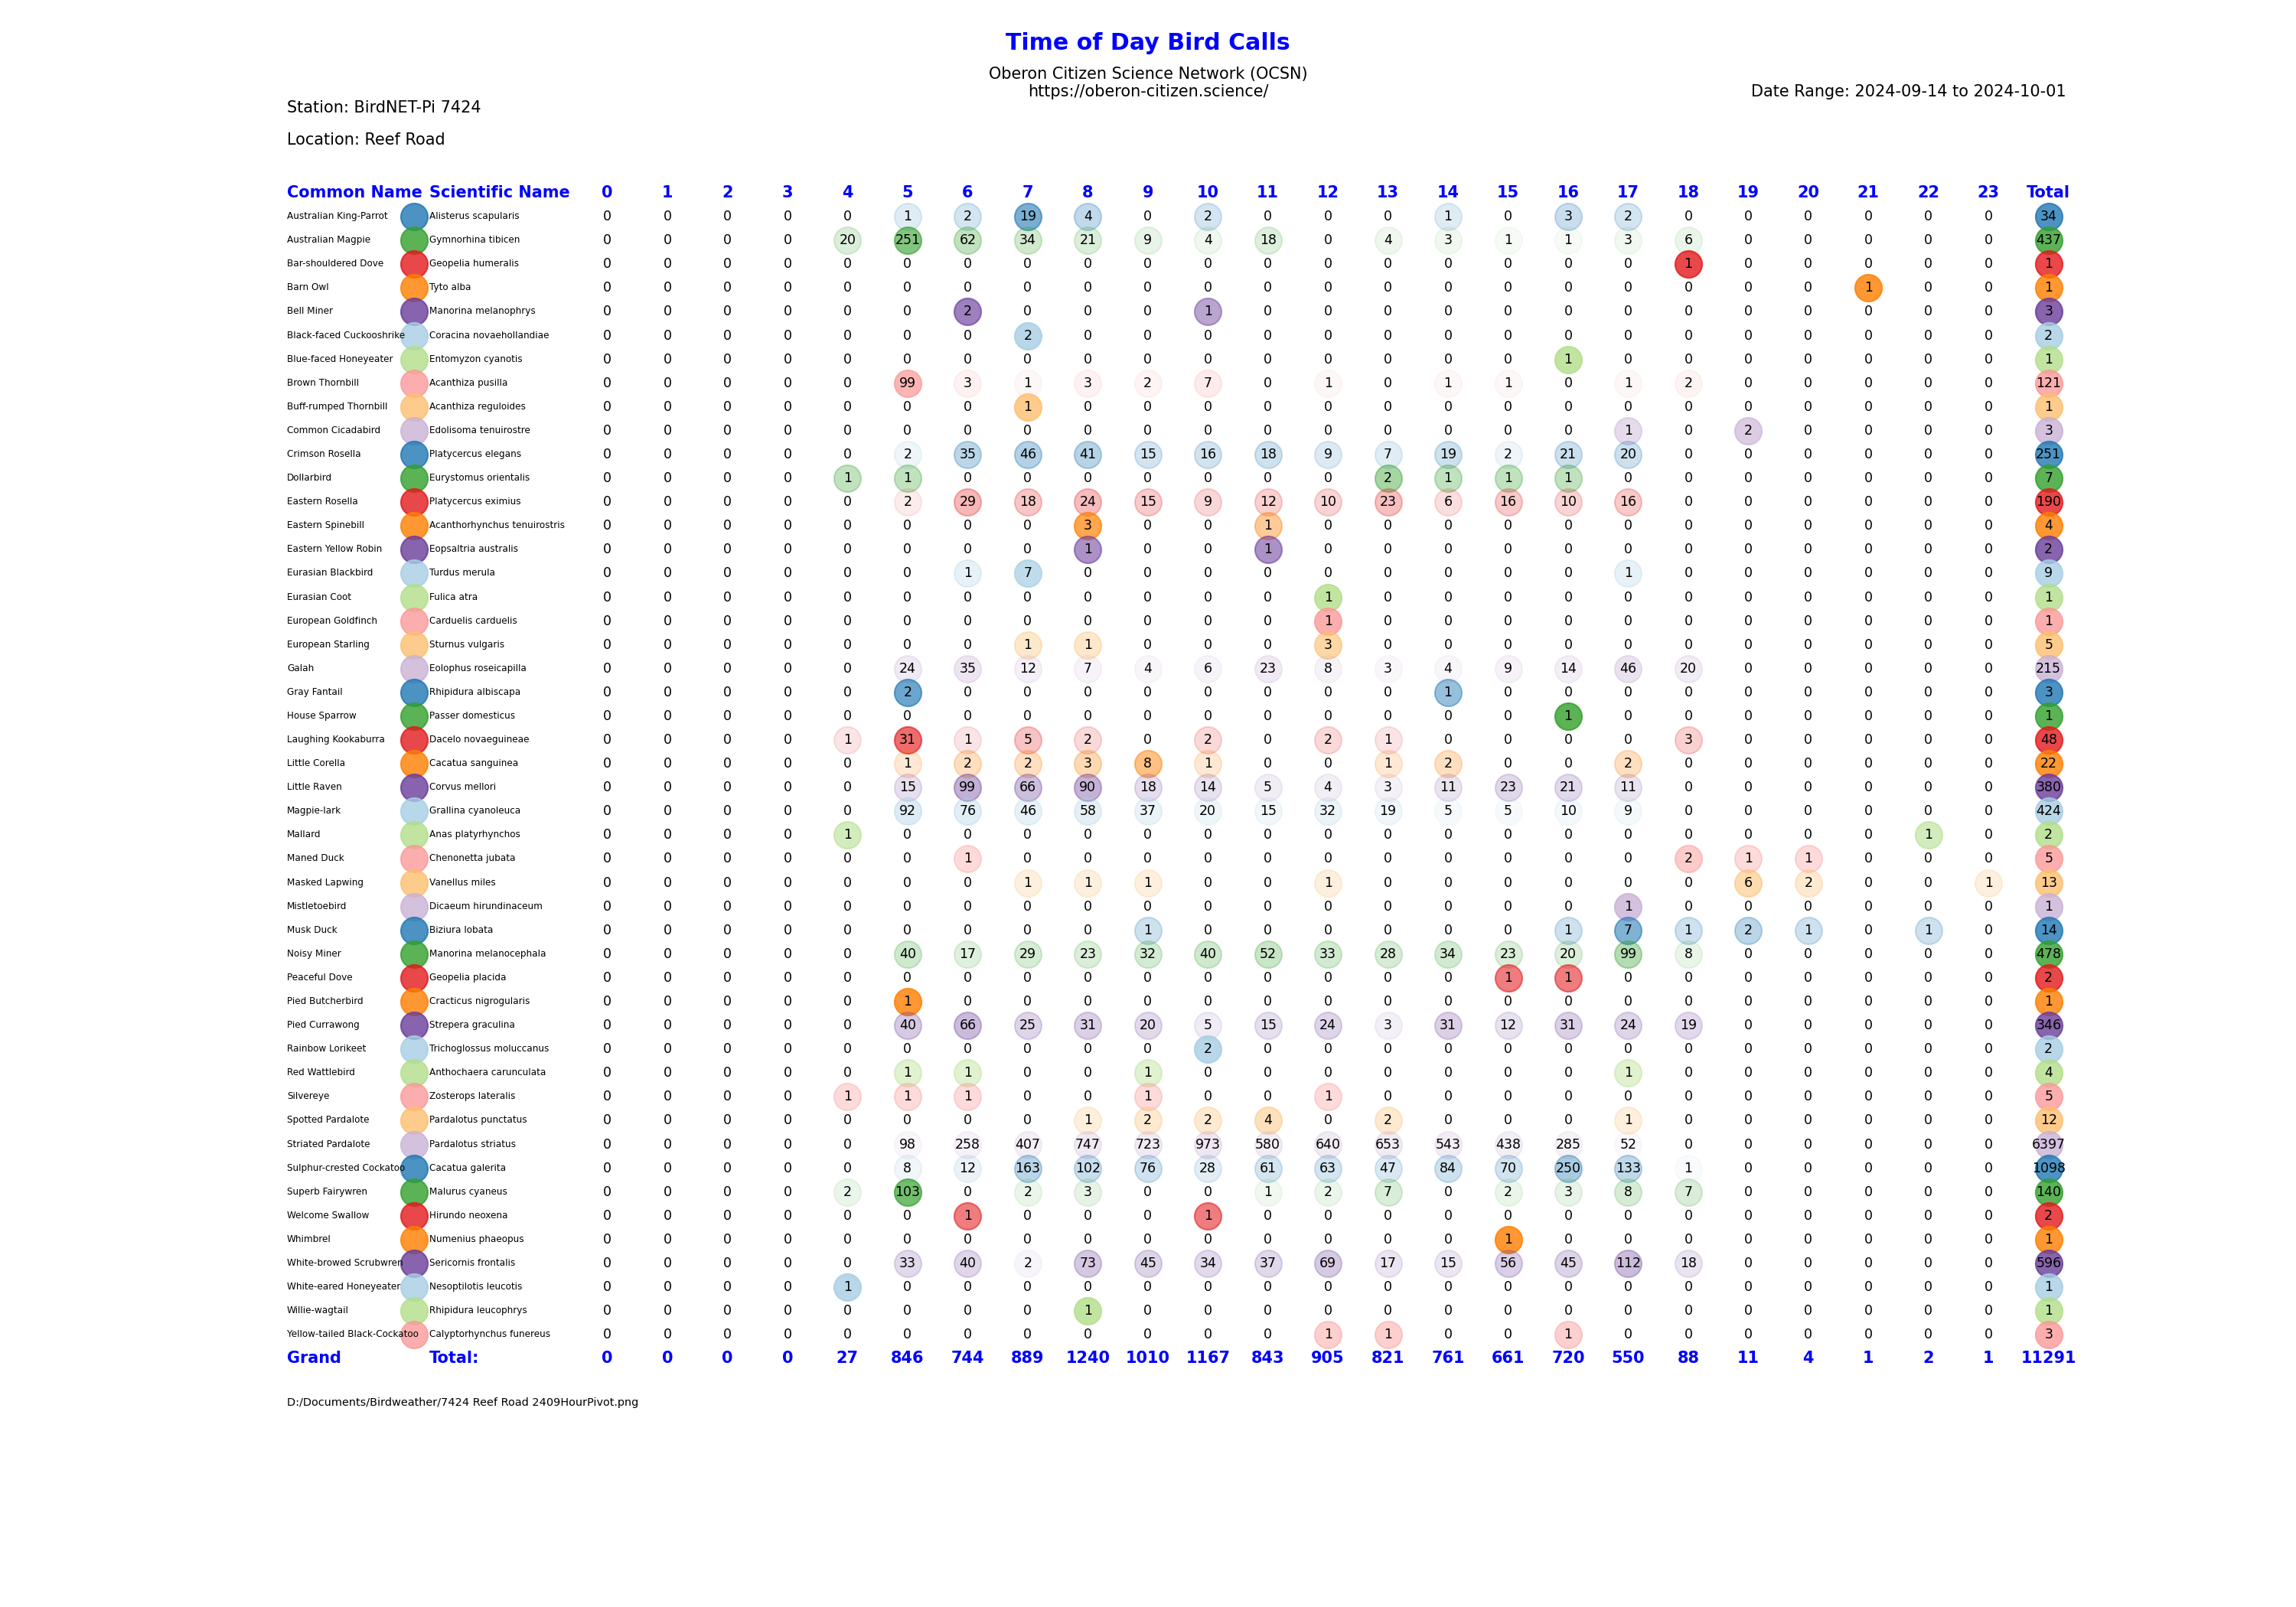 Time of Day Bird Calls
Oberon Citizen Science Network (OCSN)
https://oberon-citizen.science/
Date Range: 2024-09-14 to 2024-10-01
Station: BirdNET-Pi 7424
Location: Reef Road
Common Name Scientific Name 0 1 2 3 4 5 6 7 8 9 10 11 12 13 14 15 16 17 18 19 20 21 22 23 Total
Australian King-Parrot Alisterus scapularis 0 0 0 0 0 1 2 19 4 0 2 0 0 0 1 0 3 2 0 0 0 0 0 0 34
Australian Magpie Gymnorhina tibicen 0 0 0 0 20 251 62 34 21 9 4 18 0 4 3 1 1 3 6 0 0 0 0 0 437
Bar-shouldered Dove Geopelia humeralis 0 0 0 0 0 0 0 0 0 0 0 0 0 0 0 0 0 0 1 0 0 0 0 0 1
Barn Owl Tyto alba 0 0 0 0 0 0 0 0 0 0 0 0 0 0 0 0 0 0 0 0 0 1 0 0 1
Bell Miner Manorina melanophrys 0 0 0 0 0 0 2 0 0 0 1 0 0 0 0 0 0 0 0 0 0 0 0 0 3
Black-faced Cuckooshrike Coracina novaehollandiae 0 0 0 0 0 0 0 2 0 0 0 0 0 0 0 0 0 0 0 0 0 0 0 0 2
Blue-faced Honeyeater Entomyzon cyanotis 0 0 0 0 0 0 0 0 0 0 0 0 0 0 0 0 1 0 0 0 0 0 0 0 1
Brown Thornbill Acanthiza pusilla 0 0 0 0 0 99 3 1 3 2 7 0 1 0 1 1 0 1 2 0 0 0 0 0 121
Buff-rumped Thornbill Acanthiza reguloides 0 0 0 0 0 0 0 1 0 0 0 0 0 0 0 0 0 0 0 0 0 0 0 0 1
Common Cicadabird Edolisoma tenuirostre 0 0 0 0 0 0 0 0 0 0 0 0 0 0 0 0 0 1 0 2 0 0 0 0 3
Crimson Rosella Platycercus elegans 0 0 0 0 0 2 35 46 41 15 16 18 9 7 19 2 21 20 0 0 0 0 0 0 251
Dollarbird Eurystomus orientalis 0 0 0 0 1 1 0 0 0 0 0 0 0 2 1 1 1 0 0 0 0 0 0 0 7
Eastern Rosella Platycercus eximius 0 0 0 0 0 2 29 18 24 15 9 12 10 23 6 16 10 16 0 0 0 0 0 0 190
Eastern Spinebill Acanthorhynchus tenuirostris 0 0 0 0 0 0 0 0 3 0 0 1 0 0 0 0 0 0 0 0 0 0 0 0 4
Eastern Yellow Robin Eopsaltria australis 0 0 0 0 0 0 0 0 1 0 0 1 0 0 0 0 0 0 0 0 0 0 0 0 2
Eurasian Blackbird Turdus merula 0 0 0 0 0 0 1 7 0 0 0 0 0 0 0 0 0 1 0 0 0 0 0 0 9
Eurasian Coot Fulica atra 0 0 0 0 0 0 0 0 0 0 0 0 1 0 0 0 0 0 0 0 0 0 0 0 1
European Goldfinch Carduelis carduelis 0 0 0 0 0 0 0 0 0 0 0 0 1 0 0 0 0 0 0 0 0 0 0 0 1
European Starling Sturnus vulgaris 0 0 0 0 0 0 0 1 1 0 0 0 3 0 0 0 0 0 0 0 0 0 0 0 5
Galah Eolophus roseicapilla 0 0 0 0 0 24 35 12 7 4 6 23 8 3 4 9 14 46 20 0 0 0 0 0 215
Gray Fantail Rhipidura albiscapa 0 0 0 0 0 2 0 0 0 0 0 0 0 0 1 0 0 0 0 0 0 0 0 0 3
House Sparrow Passer domesticus 0 0 0 0 0 0 0 0 0 0 0 0 0 0 0 0 1 0 0 0 0 0 0 0 1
Laughing Kookaburra Dacelo novaeguineae 0 0 0 0 1 31 1 5 2 0 2 0 2 1 0 0 0 0 3 0 0 0 0 0 48
Little Corella Cacatua sanguinea 0 0 0 0 0 1 2 2 3 8 1 0 0 1 2 0 0 2 0 0 0 0 0 0 22
Little Raven Corvus mellori 0 0 0 0 0 15 99 66 90 18 14 5 4 3 11 23 21 11 0 0 0 0 0 0 380
Magpie-lark Grallina cyanoleuca 0 0 0 0 0 92 76 46 58 37 20 15 32 19 5 5 10 9 0 0 0 0 0 0 424
Mallard Anas platyrhynchos 0 0 0 0 1 0 0 0 0 0 0 0 0 0 0 0 0 0 0 0 0 0 1 0 2
Maned Duck Chenonetta jubata 0 0 0 0 0 0 1 0 0 0 0 0 0 0 0 0 0 0 2 1 1 0 0 0 5
Masked Lapwing Vanellus miles 0 0 0 0 0 0 0 1 1 1 0 0 1 0 0 0 0 0 0 6 2 0 0 1 13
Mistletoebird Dicaeum hirundinaceum 0 0 0 0 0 0 0 0 0 0 0 0 0 0 0 0 0 1 0 0 0 0 0 0 1
Musk Duck Biziura lobata 0 0 0 0 0 0 0 0 0 1 0 0 0 0 0 0 1 7 1 2 1 0 1 0 14
Noisy Miner Manorina melanocephala 0 0 0 0 0 40 17 29 23 32 40 52 33 28 34 23 20 99 8 0 0 0 0 0 478
Peaceful Dove Geopelia placida 0 0 0 0 0 0 0 0 0 0 0 0 0 0 0 1 1 0 0 0 0 0 0 0 2
Pied Butcherbird Cracticus nigrogularis 0 0 0 0 0 1 0 0 0 0 0 0 0 0 0 0 0 0 0 0 0 0 0 0 1
Pied Currawong Strepera graculina 0 0 0 0 0 40 66 25 31 20 5 15 24 3 31 12 31 24 19 0 0 0 0 0 346
Rainbow Lorikeet Trichoglossus moluccanus 0 0 0 0 0 0 0 0 0 0 2 0 0 0 0 0 0 0 0 0 0 0 0 0 2
Red Wattlebird Anthochaera carunculata 0 0 0 0 0 1 1 0 0 1 0 0 0 0 0 0 0 1 0 0 0 0 0 0 4
Silvereye Zosterops lateralis 0 0 0 0 1 1 1 0 0 1 0 0 1 0 0 0 0 0 0 0 0 0 0 0 5
Spotted Pardalote Pardalotus punctatus 0 0 0 0 0 0 0 0 1 2 2 4 0 2 0 0 0 1 0 0 0 0 0 0 12
Striated Pardalote Pardalotus striatus 0 0 0 0 0 98 258 407 747 723 973 580 640 653 543 438 285 52 0 0 0 0 0 0 6397
Sulphur-crested Cockatoo Cacatua galerita 0 0 0 0 0 8 12 163 102 76 28 61 63 47 84 70 250 133 1 0 0 0 0 0 1098
Superb Fairywren Malurus cyaneus 0 0 0 0 2 103 0 2 3 0 0 1 2 7 0 2 3 8 7 0 0 0 0 0 140
Welcome Swallow Hirundo neoxena 0 0 0 0 0 0 1 0 0 0 1 0 0 0 0 0 0 0 0 0 0 0 0 0 2
Whimbrel Numenius phaeopus 0 0 0 0 0 0 0 0 0 0 0 0 0 0 0 1 0 0 0 0 0 0 0 0 1
White-browed Scrubwren Sericornis frontalis 0 0 0 0 0 33 40 2 73 45 34 37 69 17 15 56 45 112 18 0 0 0 0 0 596
White-eared Honeyeater Nesoptilotis leucotis 0 0 0 0 1 0 0 0 0 0 0 0 0 0 0 0 0 0 0 0 0 0 0 0 1
Willie-wagtail Rhipidura leucophrys 0 0 0 0 0 0 0 0 1 0 0 0 0 0 0 0 0 0 0 0 0 0 0 0 1
Yellow-tailed Black-Cockatoo Calyptorhynchus funereus 0 0 0 0 0 0 0 0 0 0 0 0 1 1 0 0 1 0 0 0 0 0 0 0 3
Grand Total: 0 0 0 0 27 846 744 889 1240 1010 1167 843 905 821 761 661 720 550 88 11 4 1 2 1 11291
D:/Documents/Birdweather/7424 Reef Road 2409HourPivot.png